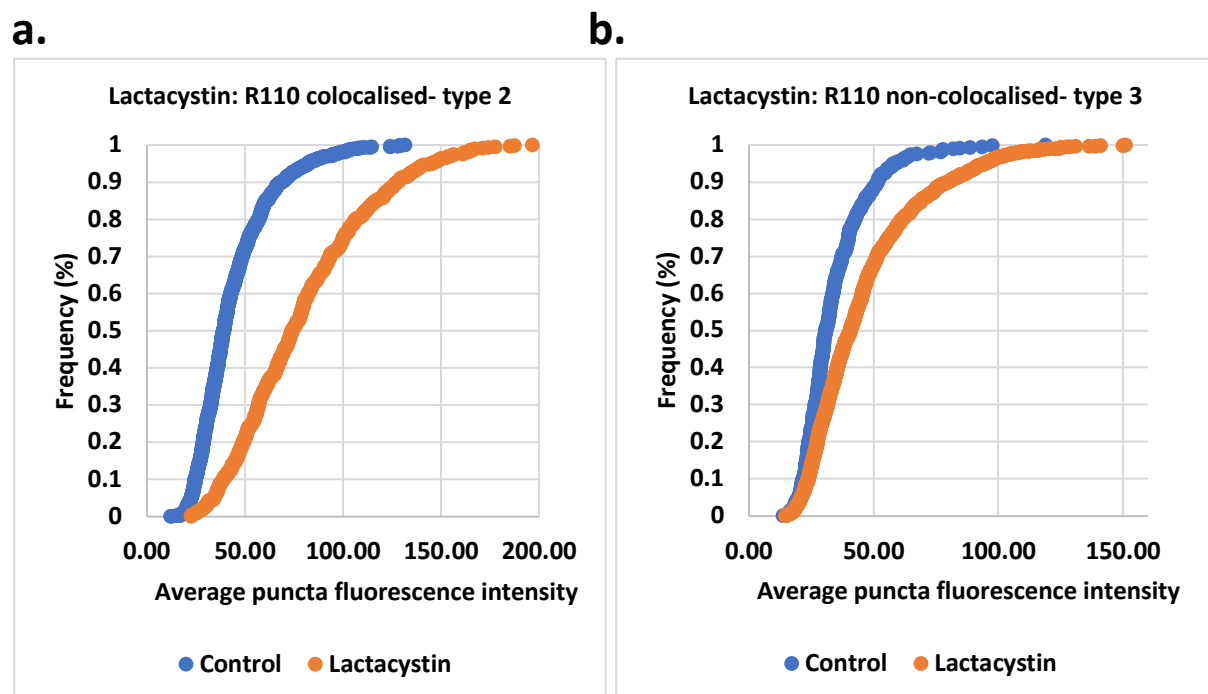 a.
Lactacystin: R110 colocalised- type 2
Frequency (%)
1
0.9
0.8
0.7
0.6
0.5
0.4
0.3
0.2
0.1
0
0.00 50.00 100.00 150.00 200.00
Average puncta fluorescence intensity
Control Lactacystin
b.
Lactacystin: R110 non-colocalised- type 3
Frequency (%)
1
0.9
0.8
0.7
0.6
0.5
0.4
0.3
0.2
0.1
0
0.00 50.00 100.00 150.00
Average puncta fluorescence intensity
Control Lactacystin